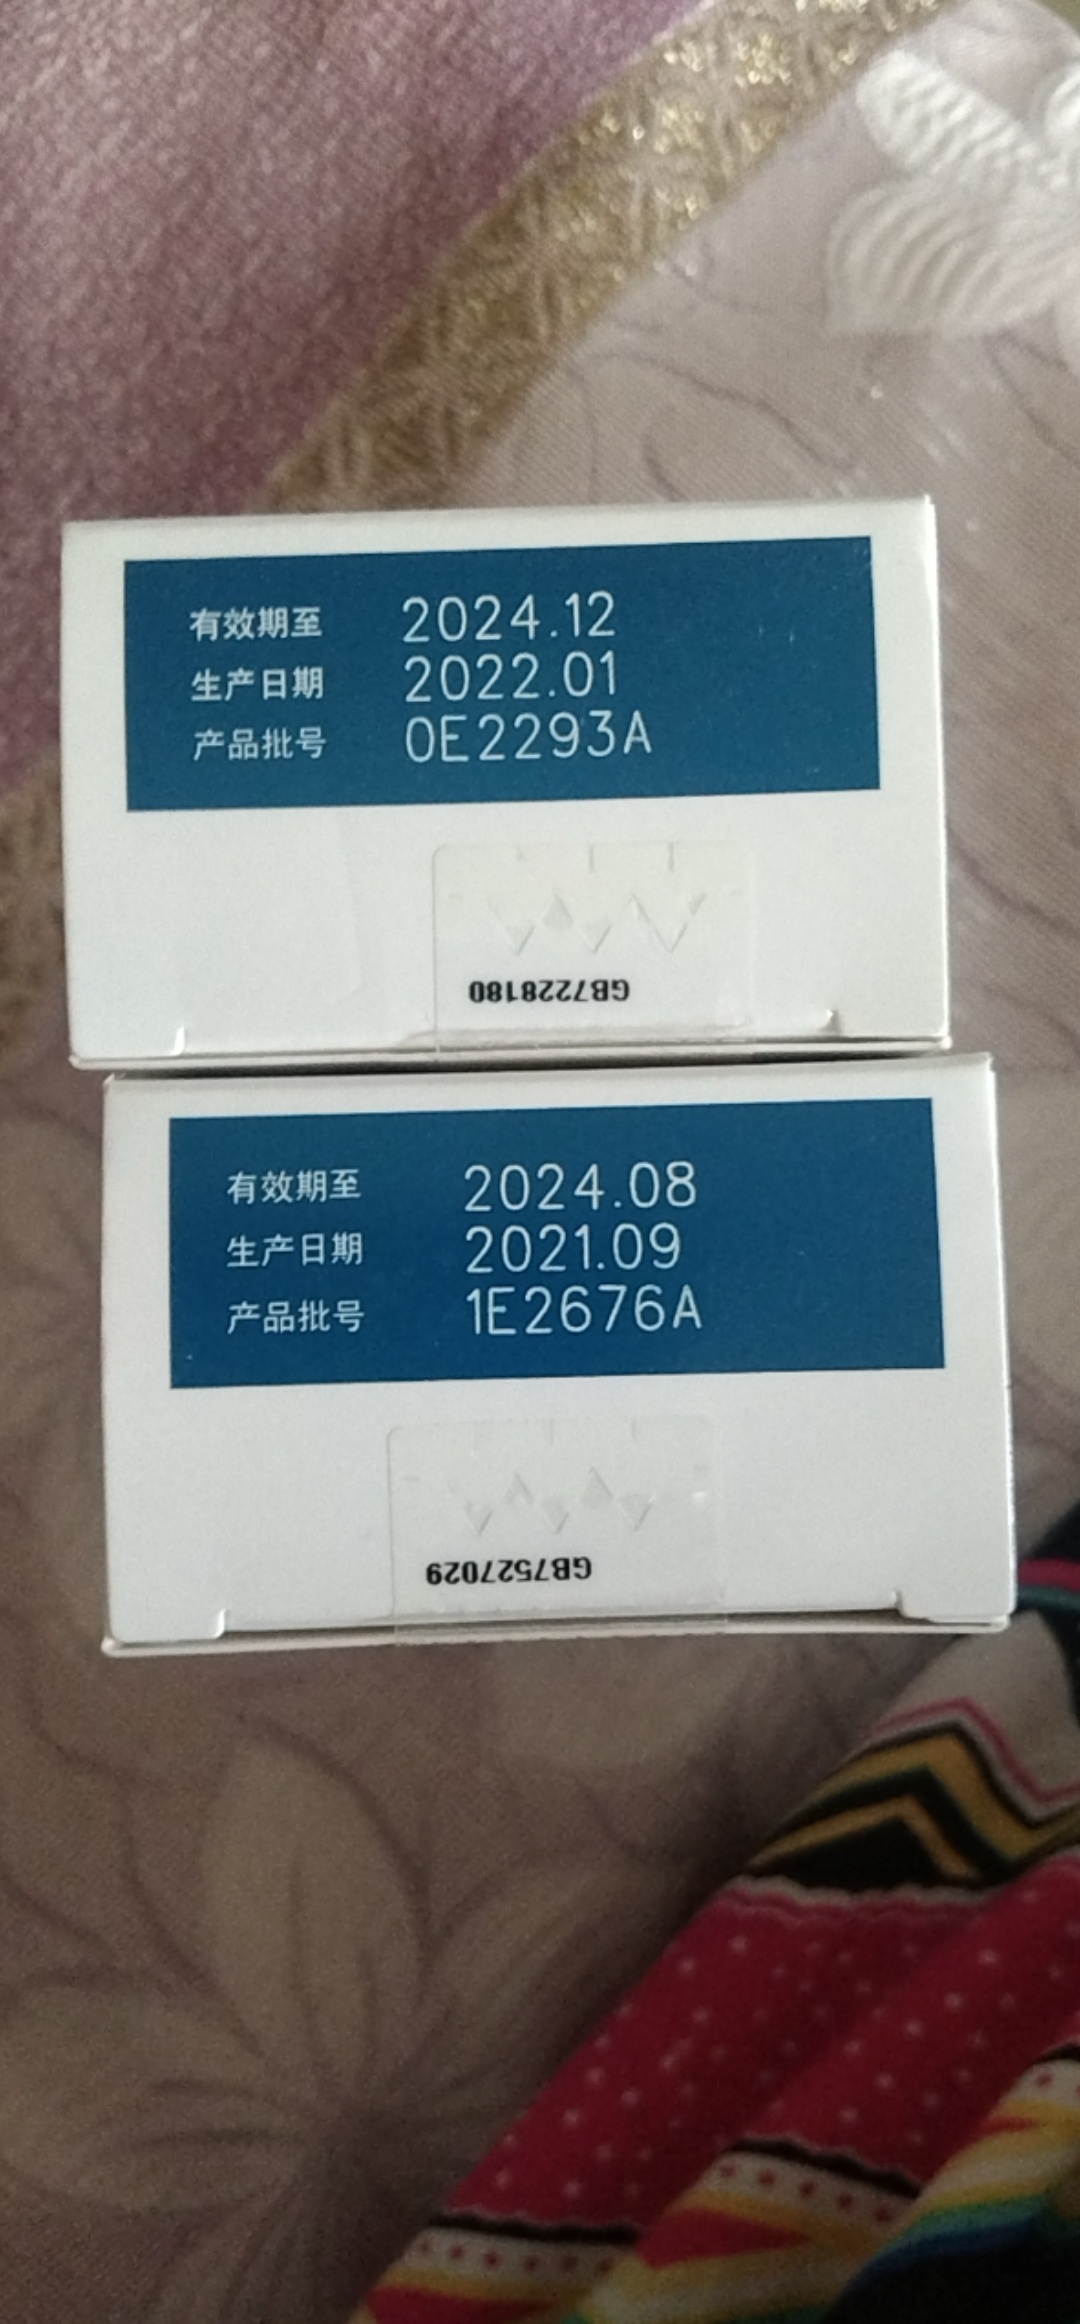 有效期至 2024.12
生产日期 2022.01
产品批号 0E2293A
GB7228180
有效期至 2024.08
生产日期 2021.09
产品批号 1E2676A
GB7527029